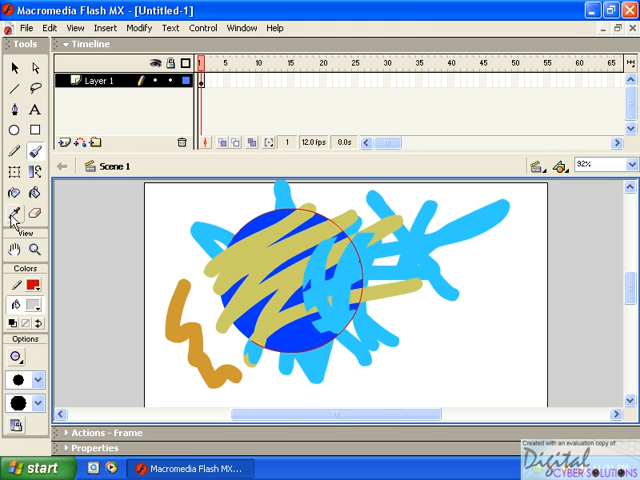 Macromedia Flash MX - [Untitled-1]
File Edit View Insert Modify Text Control Window Help
Tools
Timeline
1 5 10 15 20 25 30 35 40 45 50 55 60 65
Layer 1
A
1 12.0 fps 0.0s
Scene 1
92%
View
Colors
Options
Actions - Frame
Properties
start
Macromedia Flash MX...
Created with an evaluation copy of
Digital
CYBER SOLUTIONS